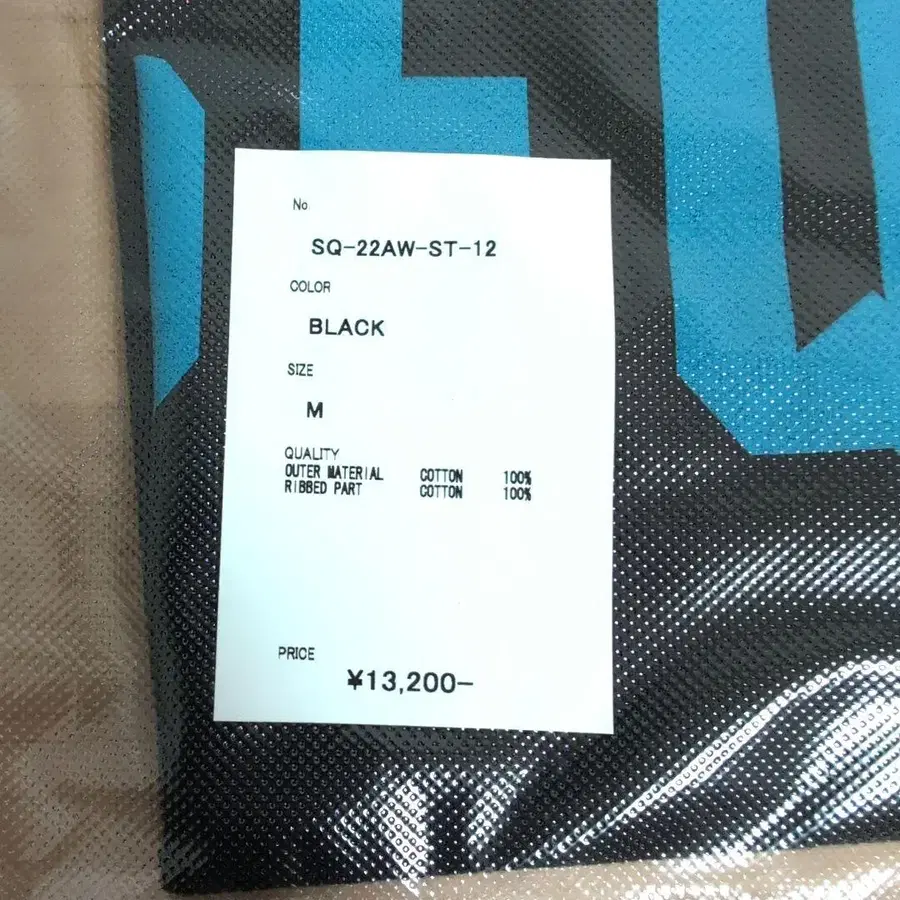 No.
SQ-22AW-ST-12
COLOR
BLACK
SIZE
M
QUALITY
OUTER MATERIAL COTTON 100%
RIBBED PART COTTON 100%
PRICE
¥13,200-